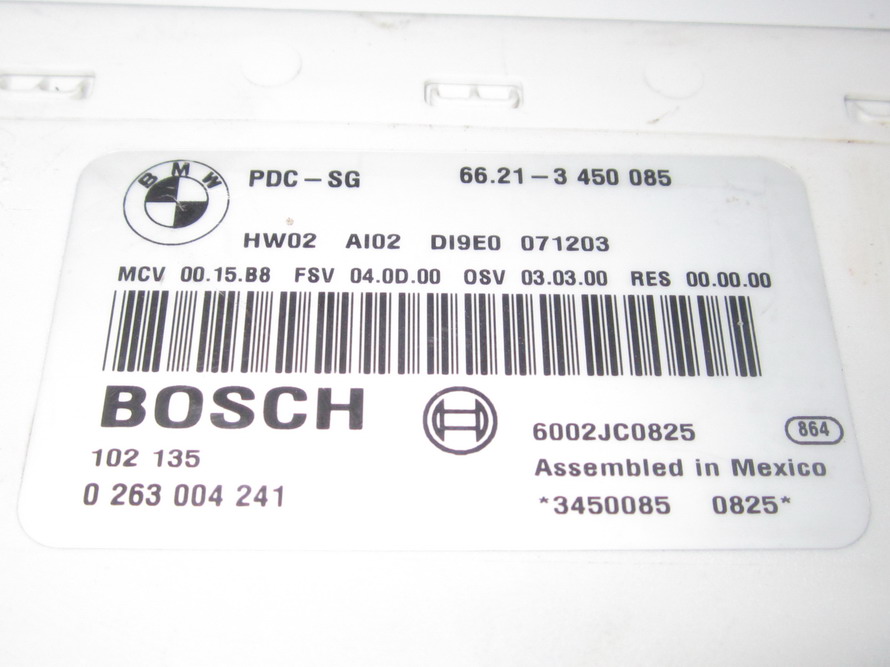 BMW PDC – SG 66.21 – 3 450 085
HW02 AI02 DI9E0 071203
MCV 00.15.B8 FSV 04.0D.00 OSV 03.03.00 RES 00.00.00
BOSCH
6002JC0825 864
102 135 Assembled in Mexico
0 263 004 241 *3450085 0825*